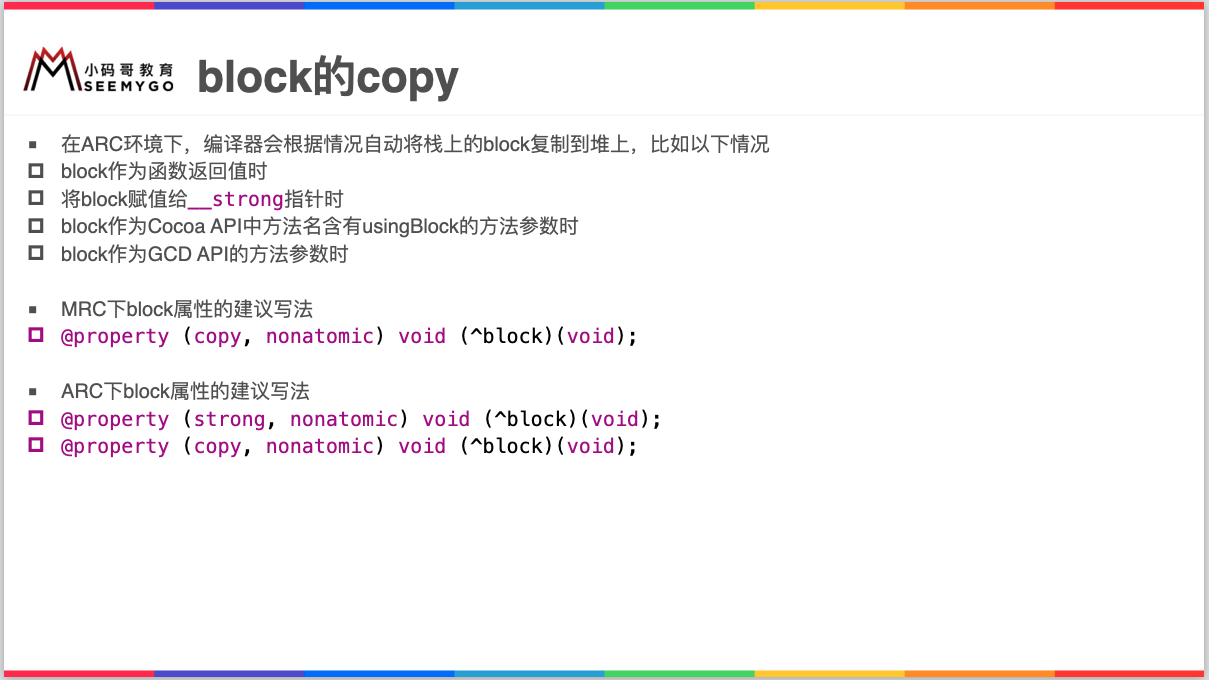 小码哥教育
SEEMYGO
block的copy
在ARC环境下，编译器会根据情况自动将栈上的block复制到堆上，比如以下情况
block作为函数返回值时
将block赋值给__strong指针时
block作为Cocoa API中方法名含有usingBlock的方法参数时
block作为GCD API的方法参数时
MRC下block属性的建议写法
@property (copy, nonatomic) void (^block)(void);
ARC下block属性的建议写法
@property (strong, nonatomic) void (^block)(void);
@property (copy, nonatomic) void (^block)(void);